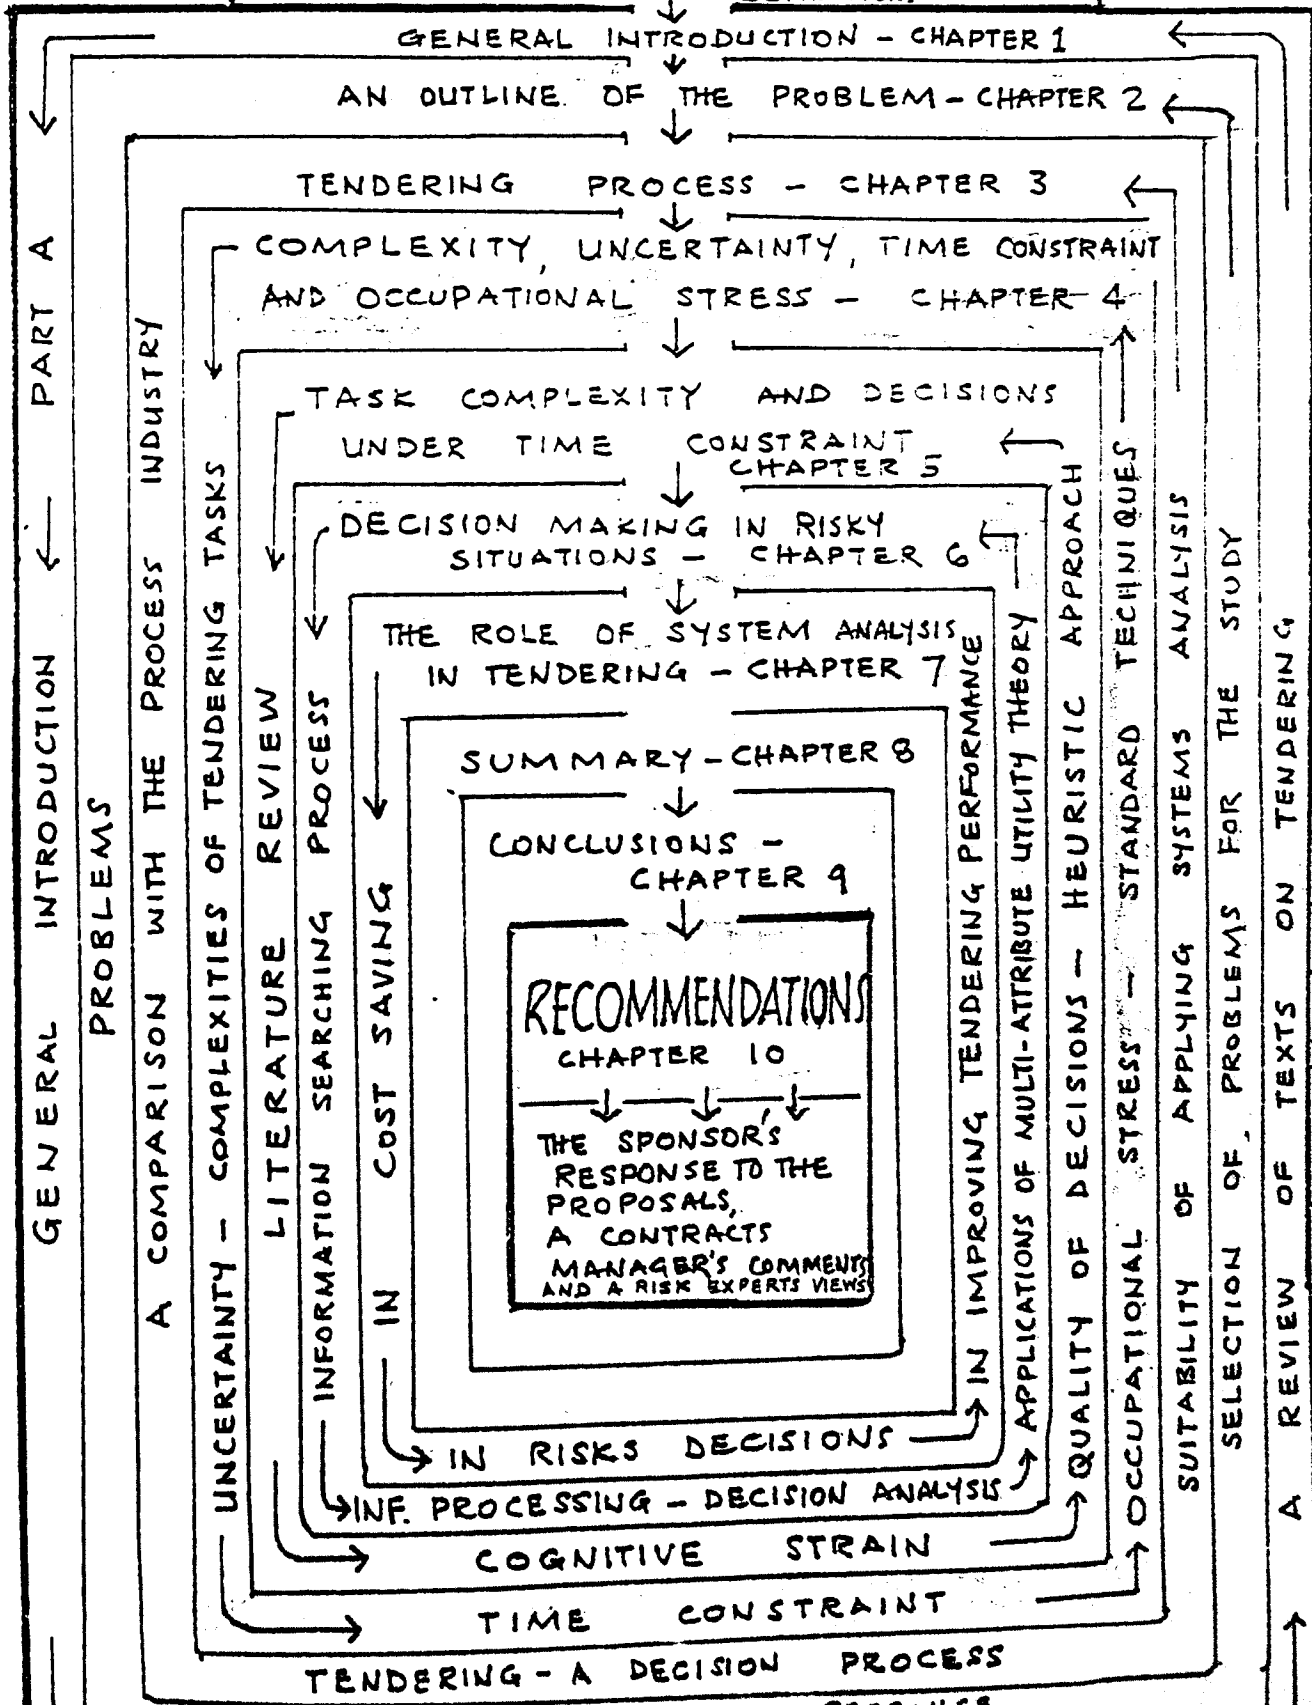 GENERAL INTRODUCTION - CHAPTER 1
AN OUTLINE OF THE PROBLEM - CHAPTER 2
TENDERING PROCESS - CHAPTER 3
COMPLEXITY, UNCERTAINTY, TIME CONSTRAINT
AND OCCUPATIONAL STRESS - CHAPTER 4
TASK COMPLEXITY AND DECISIONS
UNDER TIME CONSTRAINT
CHAPTER 5
DECISION MAKING IN RISKY
SITUATIONS - CHAPTER 6
THE ROLE OF SYSTEM ANALYSIS
IN TENDERING - CHAPTER 7
SUMMARY - CHAPTER 8
CONCLUSIONS -
CHAPTER 9
RECOMMENDATIONS
CHAPTER 10
THE SPONSOR'S
RESPONSE TO THE
PROPOSALS,
A CONTRACTS
MANAGER'S COMMENTS
AND A RISK EXPERTS VIEWS
GENERAL INTRODUCTION ← PART A
PROBLEMS
A COMPARISON WITH THE PROCESS INDUSTRY
UNCERTAINTY - COMPLEXITIES OF TENDERING TASKS
LITERATURE REVIEW
INFORMATION SEARCHING PROCESS
IN COST SAVING
IN RISKS DECISIONS
IN IMPROVING TENDERING PERFORMANCE
INF. PROCESSING - DECISION ANALYSIS
APPLICATIONS OF MULTI-ATTRIBUTE UTILITY THEORY
COGNITIVE STRAIN
QUALITY OF DECISIONS - HEURISTIC APPROACH
TIME CONSTRAINT
OCCUPATIONAL STRESS - STANDARD TECHNIQUES
TENDERING - A DECISION PROCESS
SUITABILITY OF APPLYING SYSTEMS ANALYSIS
SELECTION OF PROBLEMS FOR THE STUDY
A REVIEW OF TEXTS ON TENDERING